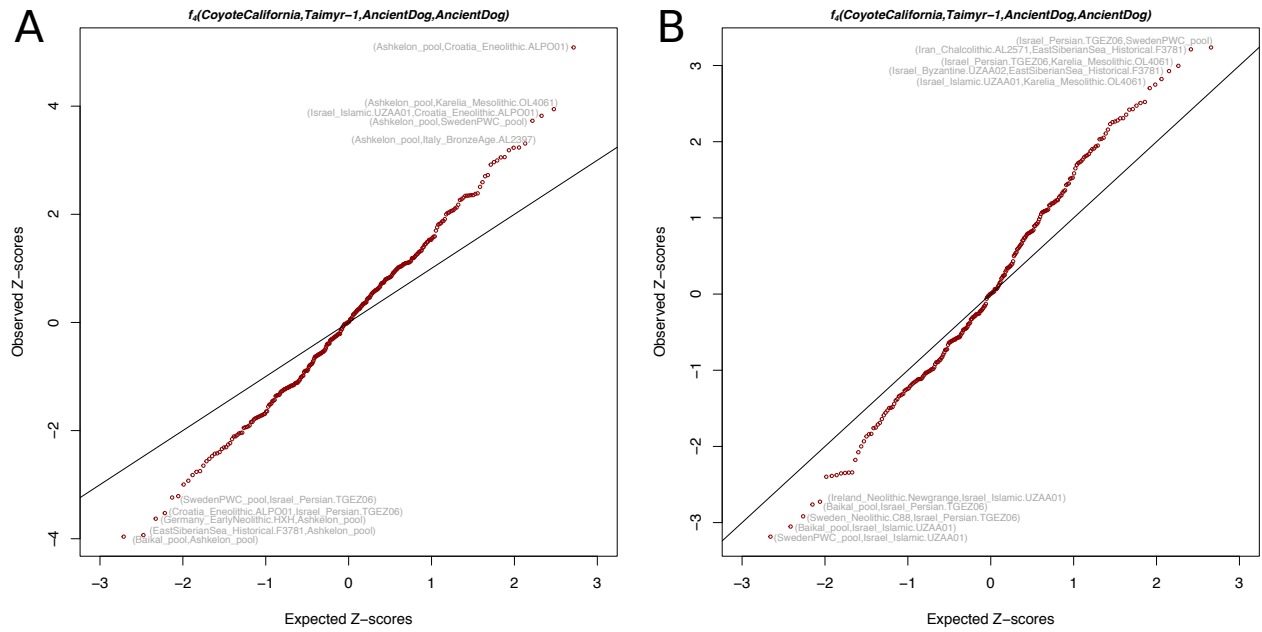 A
f₄(CoyoteCalifornia,Taimyr−1,AncientDog,AncientDog)
(Ashkelon_pool,Croatia_Eneolithic.ALPO01)
(Ashkelon_pool,Karelia_Mesolithic.OL4061)
(Israel_Islamic.UZAA01,Croatia_Eneolithic.ALPO01)
(Ashkelon_pool,SwedenPWC_pool)
(Ashkelon_pool,Italy_BronzeAge.AL2397)
(SwedenPWC_pool,Israel_Persian.TGEZ06)
(Croatia_Eneolithic.ALPO01,Israel_Persian.TGEZ06)
(Germany_EarlyNeolithic.HXH,Ashkelon_pool)
(EastSiberianSea_Historical.F3781,Ashkelon_pool)
(Baikal_pool,Ashkelon_pool)
Observed Z−scores
4
2
0
−2
−4
−3 −2 −1 0 1 2 3
Expected Z−scores
B
f₄(CoyoteCalifornia,Taimyr−1,AncientDog,AncientDog)
(Israel_Persian.TGEZ06,SwedenPWC_pool)
(Iran_Chalcolithic.AL2571,EastSiberianSea_Historical.F3781)
(Israel_Persian.TGEZ06,Karelia_Mesolithic.OL4061)
(Israel_Byzantine.UZAA02,EastSiberianSea_Historical.F3781)
(Israel_Islamic.UZAA01,Karelia_Mesolithic.OL4061)
(Ireland_Neolithic.Newgrange,Israel_Islamic.UZAA01)
(Baikal_pool,Israel_Persian.TGEZ06)
(Sweden_Neolithic.C88,Israel_Persian.TGEZ06)
(Baikal_pool,Israel_Islamic.UZAA01)
(SwedenPWC_pool,Israel_Islamic.UZAA01)
Observed Z−scores
3
2
1
0
−1
−2
−3
−3 −2 −1 0 1 2 3
Expected Z−scores